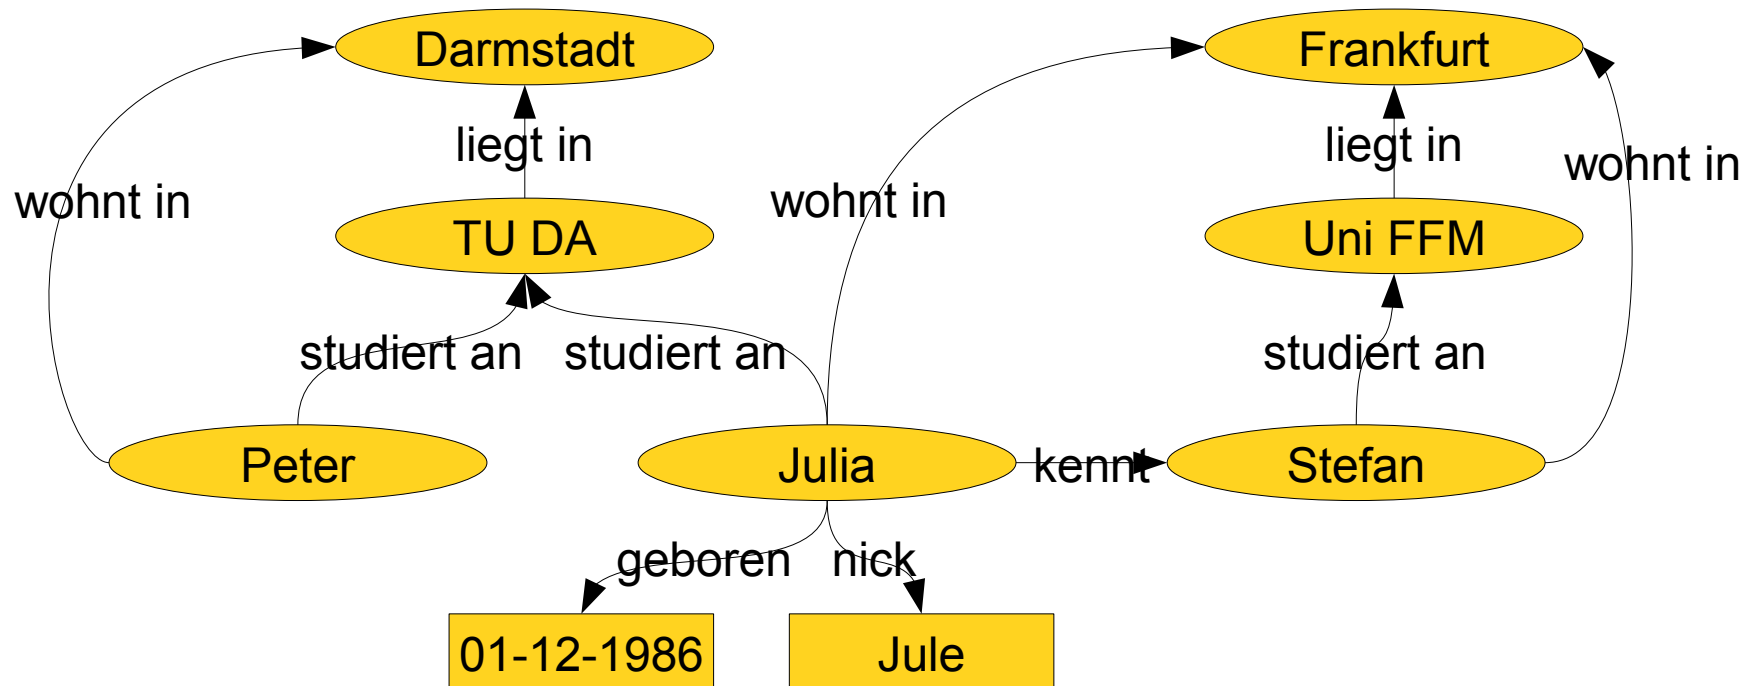 Darmstadt
Frankfurt
liegt in
liegt in
wohnt in
wohnt in
wohnt in
TU DA
Uni FFM
studiert an
studiert an
studiert an
Peter
Julia
kennt
Stefan
geboren
nick
01-12-1986
Jule